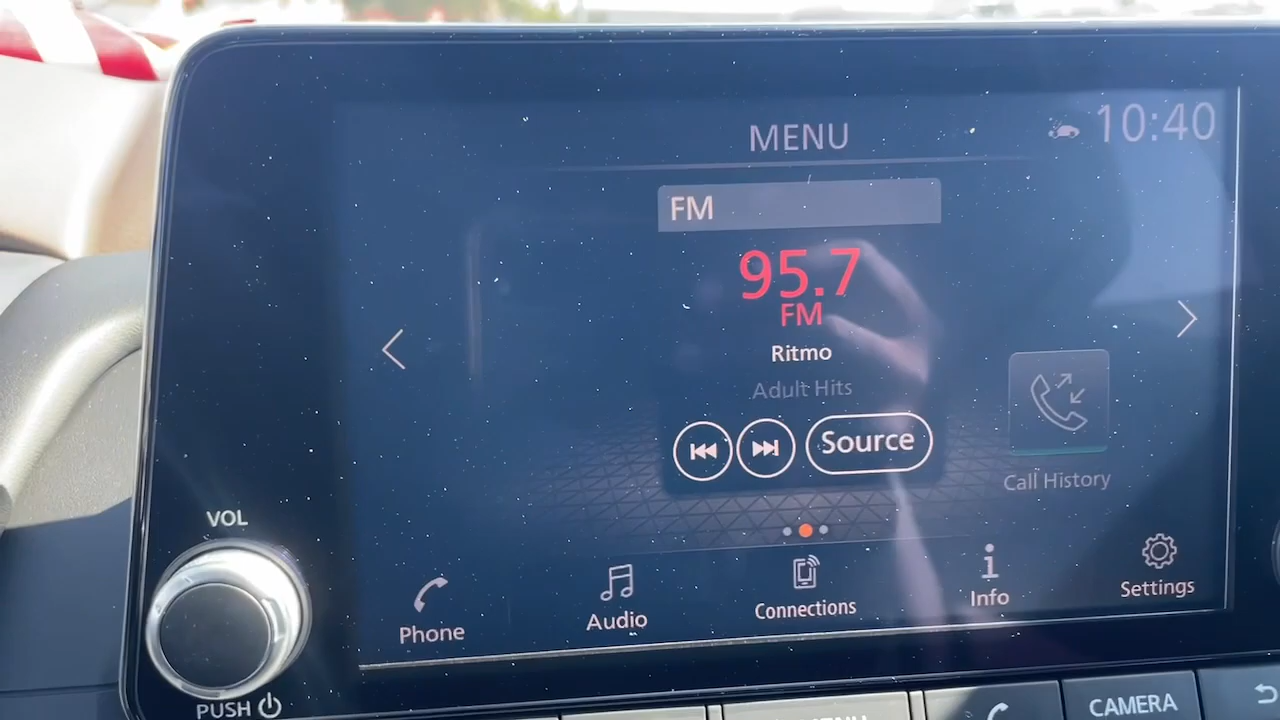 MENU
10:40
FM
95.7
FM
Ritmo
Adult Hits
Source
Call History
VOL
Phone
Audio
Connections
Info
Settings
PUSH
MENU
CAMERA